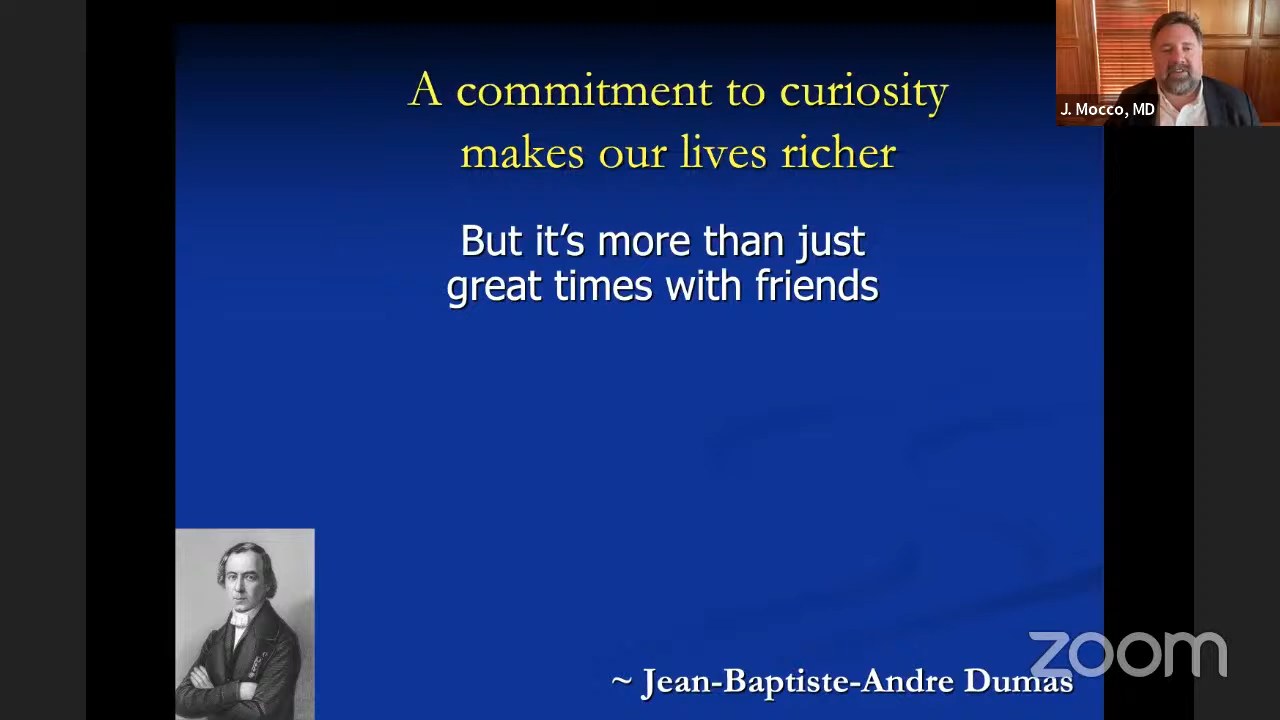 A commitment to curiosity
makes our lives richer
J. Mocco, MD
But it’s more than just
great times with friends
~ Jean-Baptiste-Andre Dumas
zoom